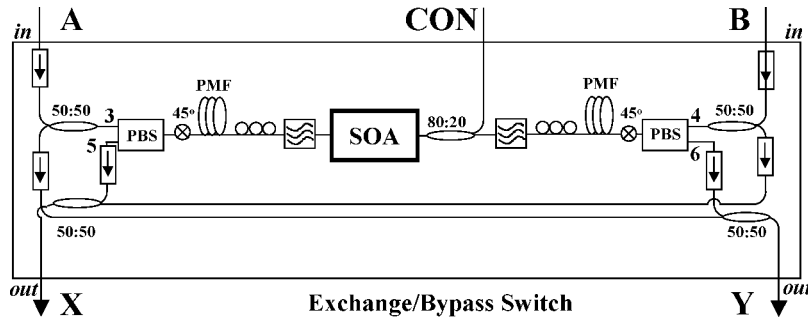 A CON B
in in
PMF PMF
50:50 3 45° 80:20 45° 4 50:50
5 PBS SOA PBS 6
50:50 50:50
out out
X Exchange/Bypass Switch Y